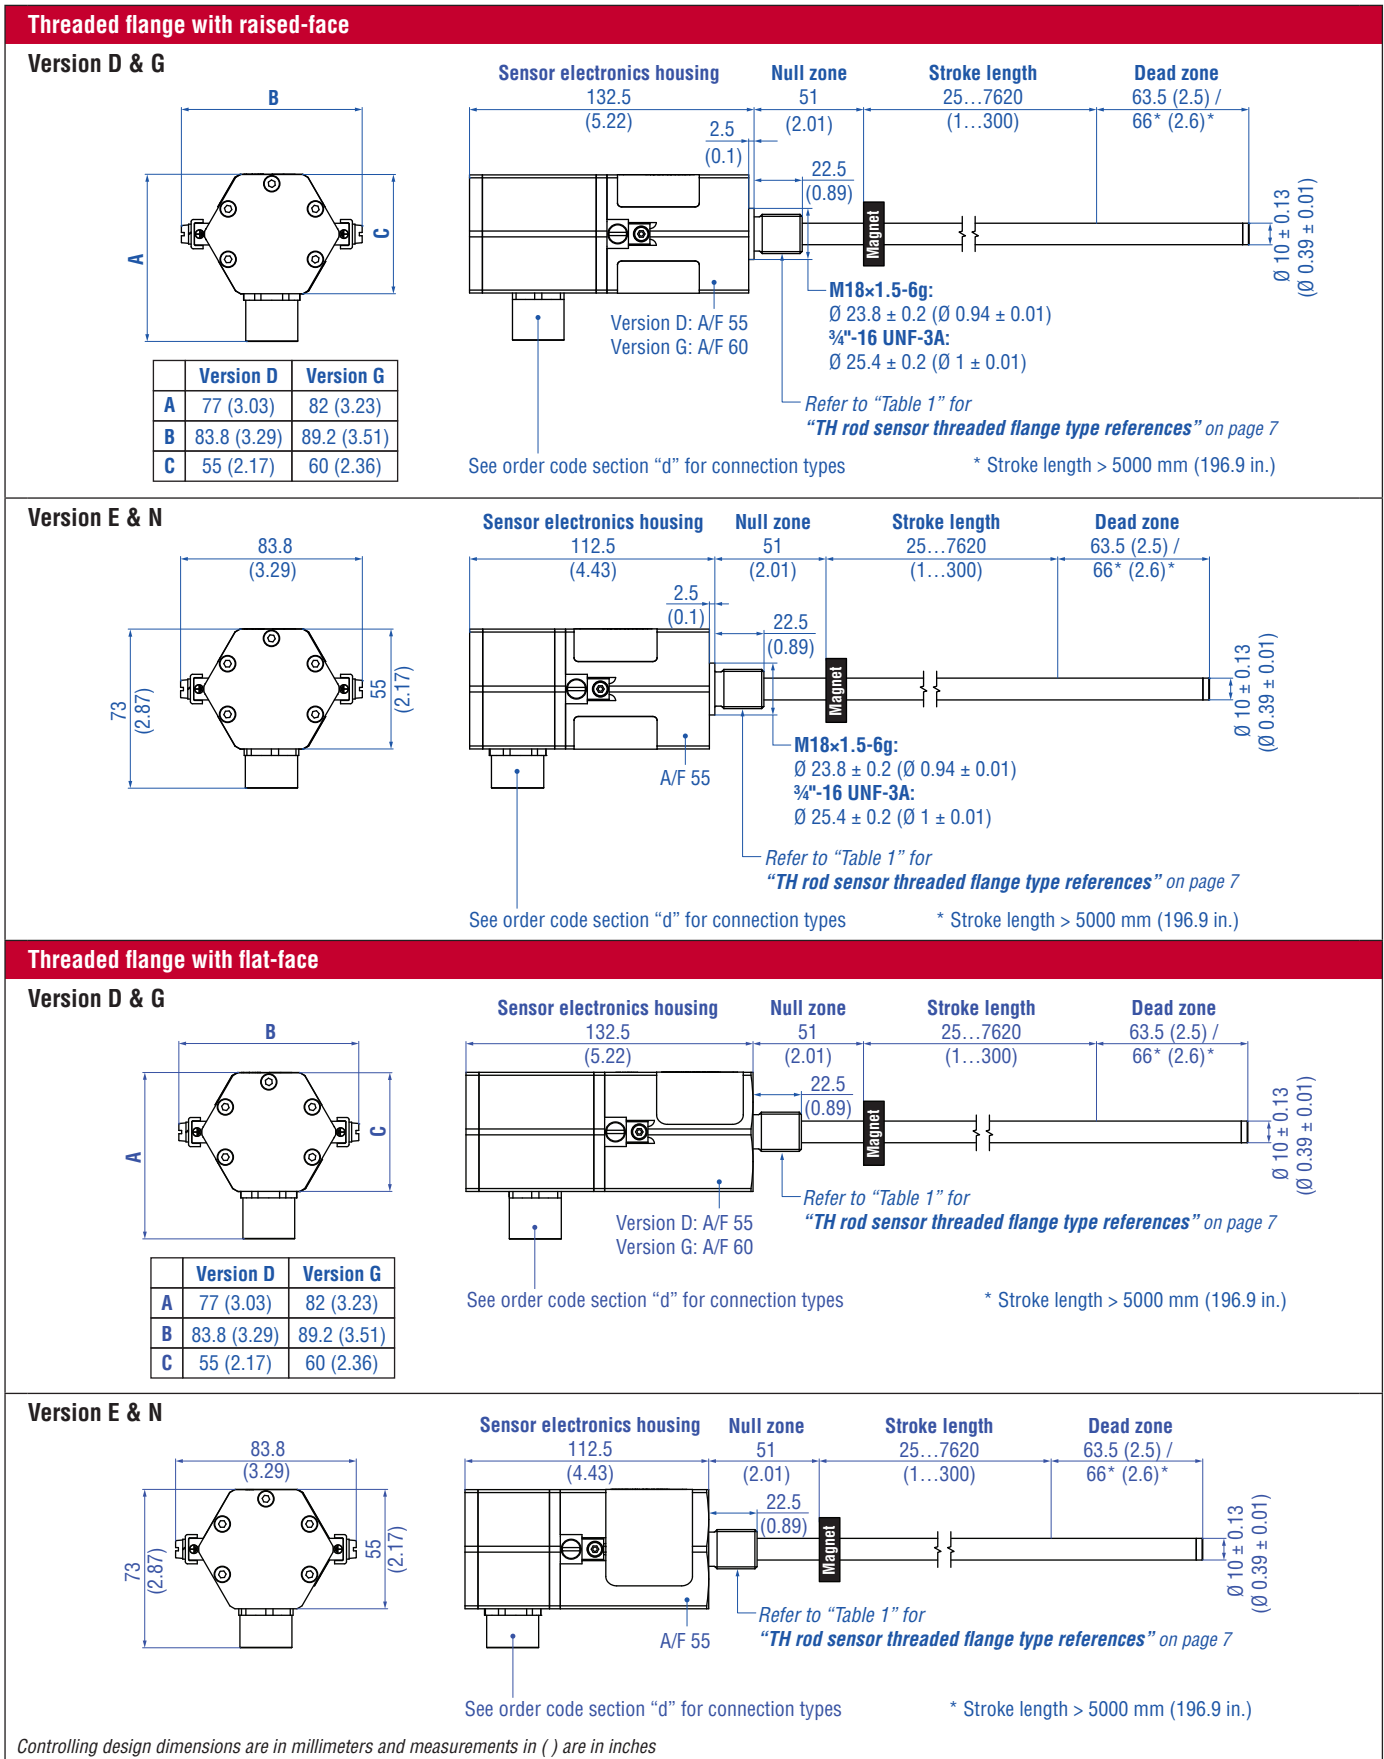 Threaded flange with raised-face
Version D & G
Sensor electronics housing Null zone Stroke length Dead zone
B 132.5 51 25...7620 63.5 (2.5) /
(5.22) (2.01) (1...300) 66* (2.6)*
2.5
(0.1)
22.5
(0.89)
A
C
Magnet
Ø 10 ± 0.13
(Ø 0.39 ± 0.01)
M18×1.5-6g:
Ø 23.8 ± 0.2 (Ø 0.94 ± 0.01)
¾"-16 UNF-3A:
Ø 25.4 ± 0.2 (Ø 1 ± 0.01)
Version D: A/F 55
Version G: A/F 60
Version D Version G
A 77 (3.03) 82 (3.23)
B 83.8 (3.29) 89.2 (3.51)
C 55 (2.17) 60 (2.36)
Refer to “Table 1” for
“TH rod sensor threaded flange type references” on page 7
See order code section “d” for connection types * Stroke length > 5000 mm (196.9 in.)
Version E & N
Sensor electronics housing Null zone Stroke length Dead zone
83.8 112.5 51 25...7620 63.5 (2.5) /
(3.29) (4.43) (2.01) (1...300) 66* (2.6)*
2.5
(0.1)
22.5
(0.89)
73
(2.87)
55
(2.17)
Magnet
Ø 10 ± 0.13
(Ø 0.39 ± 0.01)
M18×1.5-6g:
Ø 23.8 ± 0.2 (Ø 0.94 ± 0.01)
¾"-16 UNF-3A:
Ø 25.4 ± 0.2 (Ø 1 ± 0.01)
A/F 55
Refer to “Table 1” for
“TH rod sensor threaded flange type references” on page 7
See order code section “d” for connection types * Stroke length > 5000 mm (196.9 in.)
Threaded flange with flat-face
Version D & G
Sensor electronics housing Null zone Stroke length Dead zone
B 132.5 51 25...7620 63.5 (2.5) /
(5.22) (2.01) (1...300) 66* (2.6)*
22.5
(0.89)
A
C
Magnet
Ø 10 ± 0.13
(Ø 0.39 ± 0.01)
Refer to “Table 1” for
“TH rod sensor threaded flange type references” on page 7
Version D: A/F 55
Version G: A/F 60
Version D Version G
A 77 (3.03) 82 (3.23)
B 83.8 (3.29) 89.2 (3.51)
C 55 (2.17) 60 (2.36)
See order code section “d” for connection types * Stroke length > 5000 mm (196.9 in.)
Version E & N
Sensor electronics housing Null zone Stroke length Dead zone
83.8 112.5 51 25...7620 63.5 (2.5) /
(3.29) (4.43) (2.01) (1...300) 66* (2.6)*
22.5
(0.89)
73
(2.87)
55
(2.17)
Magnet
Ø 10 ± 0.13
(Ø 0.39 ± 0.01)
A/F 55
Refer to “Table 1” for
“TH rod sensor threaded flange type references” on page 7
See order code section “d” for connection types * Stroke length > 5000 mm (196.9 in.)
Controlling design dimensions are in millimeters and measurements in ( ) are in inches